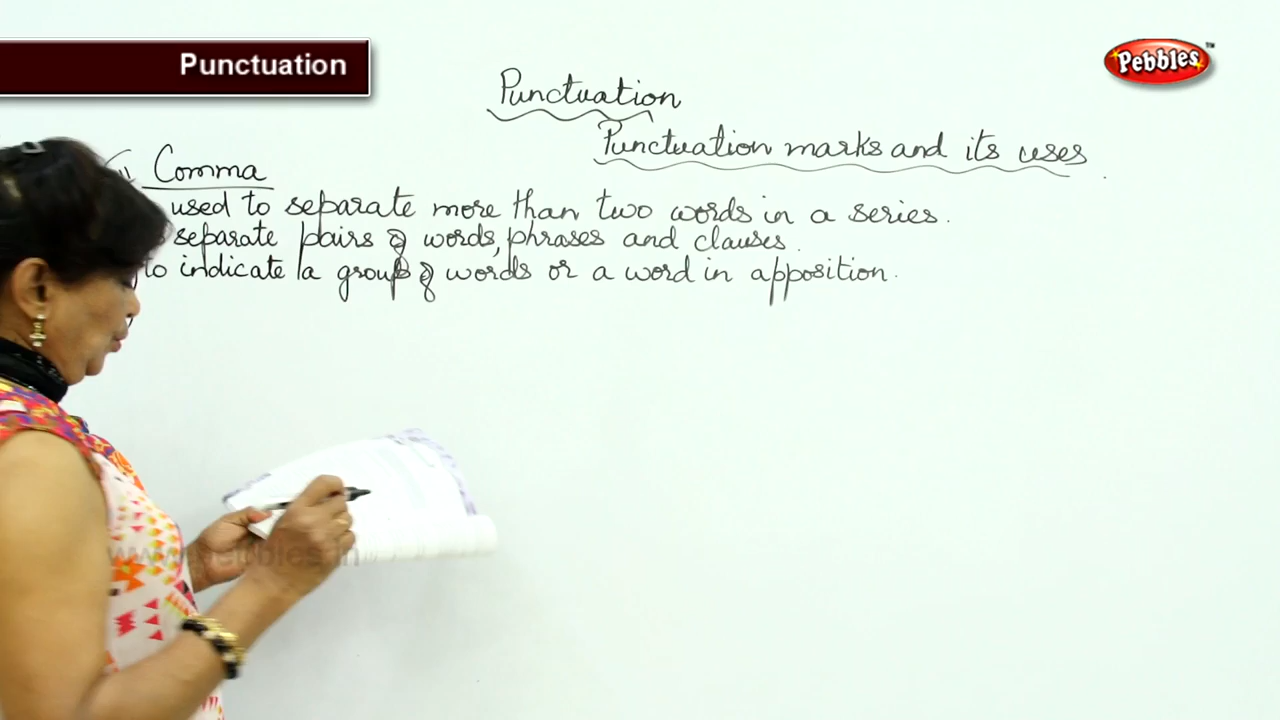 Punctuation
Pebbles™
Punctuation
Punctuation marks and its uses
Comma
used to separate more than two words in a series.
separate pairs of words, phrases and clauses.
to indicate a group of words or a word in apposition.